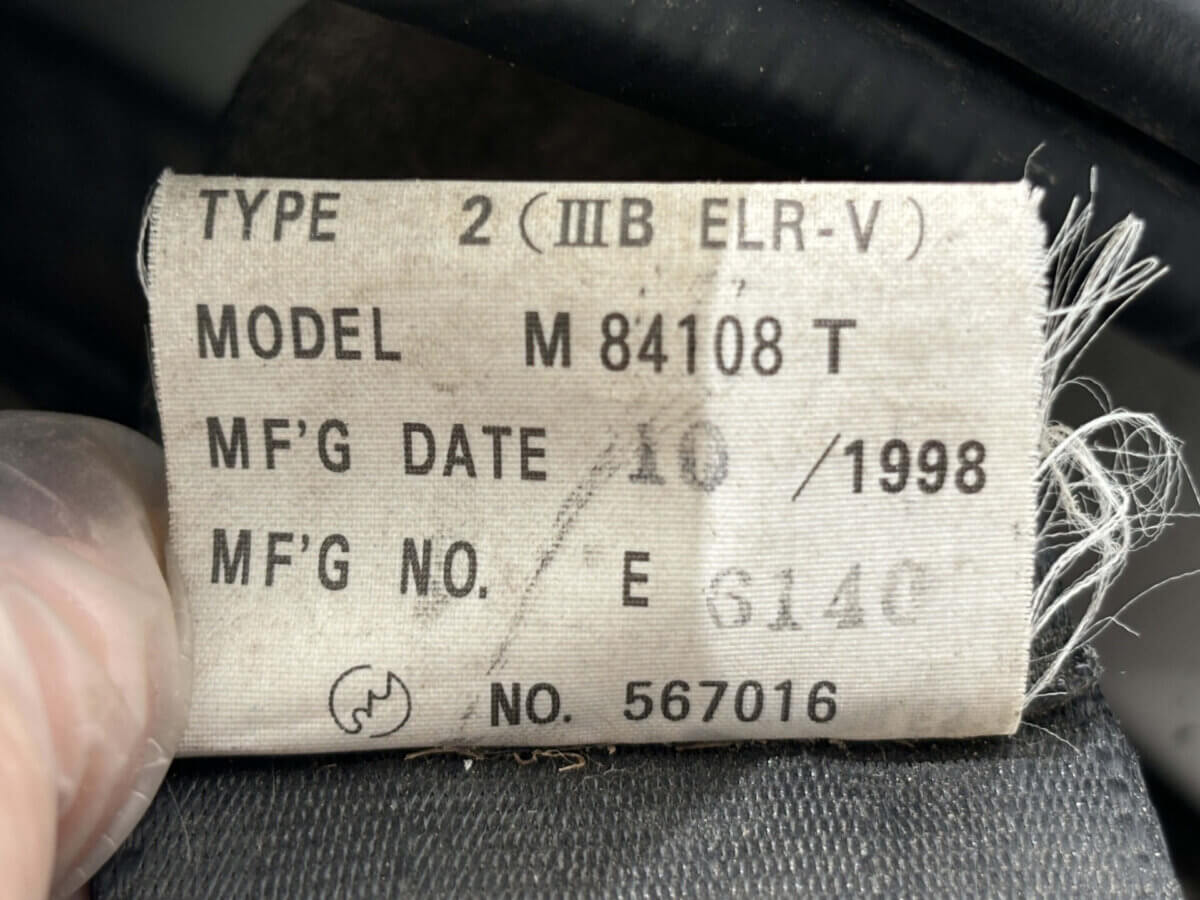 TYPE 2 (IIIB ELR-V)
MODEL M 84108 T
MF'G DATE 10 /1998
MF'G NO. E 6140
NO. 567016